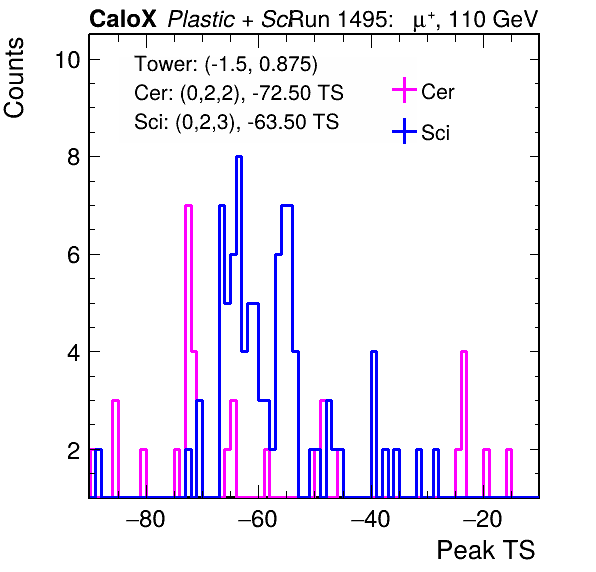 CaloX Plastic + Sci Run 1495: μ⁺, 110 GeV
Counts
Tower: (-1.5, 0.875)
Cer: (0,2,2), -72.50 TS
Sci: (0,2,3), -63.50 TS
Cer
Sci
10
8
6
4
2
−80 −60 −40 −20
Peak TS